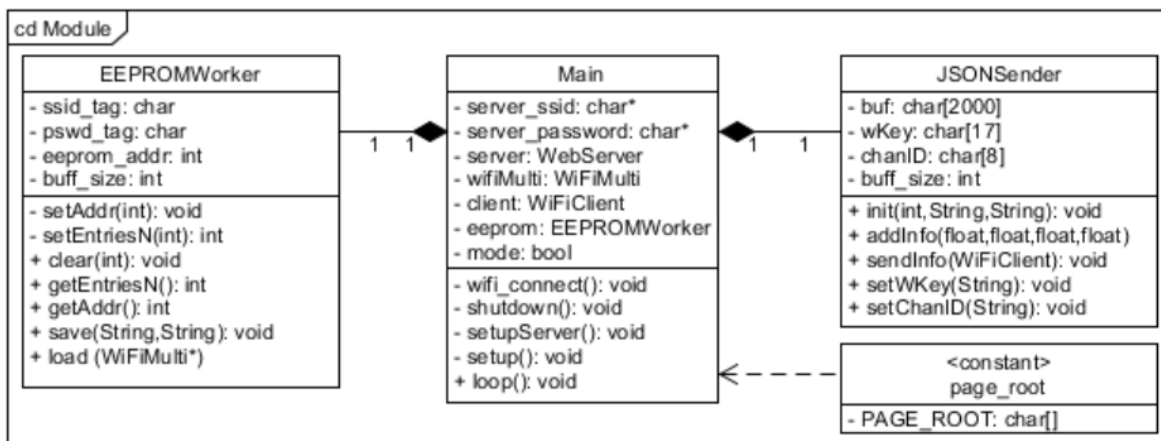 cd Module
EEPROMWorker
- ssid_tag: char
- pswd_tag: char
- eeprom_addr: int
- buff_size: int
- setAddr(int): void
- setEntriesN(int): int
+ clear(int): void
+ getEntriesN(): int
+ getAddr(): int
+ save(String,String): void
+ load (WiFiMulti*)
1 1
Main
- server_ssid: char*
- server_password: char*
- server: WebServer
- wifiMulti: WiFiMulti
- client: WiFiClient
- eeprom: EEPROMWorker
- mode: bool
- wifi_connect(): void
- shutdown(): void
- setupServer(): void
- setup(): void
+ loop(): void
1 1
JSONSender
- buf: char[2000]
- wKey: char[17]
- chanID: char[8]
- buff_size: int
+ init(int,String,String): void
+ addInfo(float,float,float,float)
+ sendInfo(WiFiClient): void
+ setWKey(String): void
+ setChanID(String): void
<constant>
page_root
- PAGE_ROOT: char[]